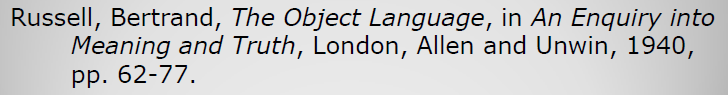 Russell, Bertrand, The Object Language, in An Enquiry into
Meaning and Truth, London, Allen and Unwin, 1940,
pp. 62-77.